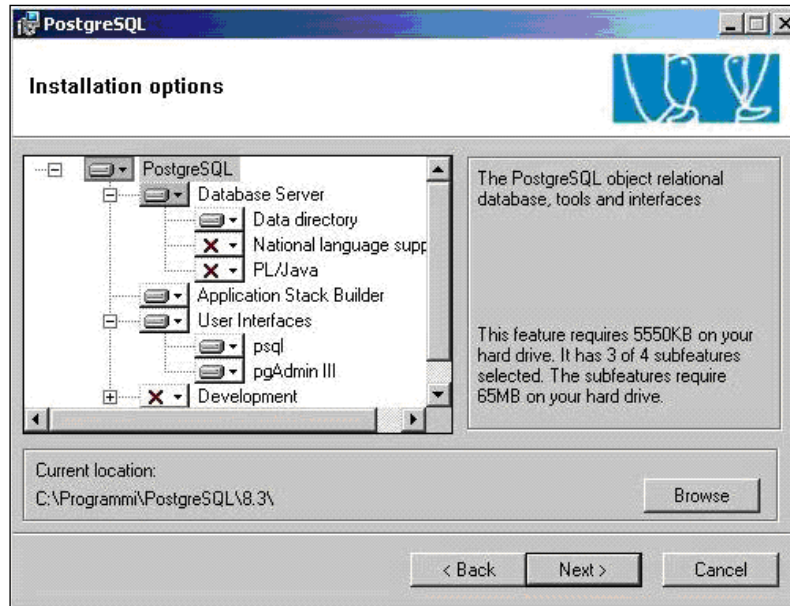 PostgreSQL
Installation options
PostgreSQL
Database Server
Data directory
National language supp
PL/Java
Application Stack Builder
User Interfaces
psql
pgAdmin III
Development
The PostgreSQL object relational
database, tools and interfaces
This feature requires 5550KB on your
hard drive. It has 3 of 4 subfeatures
selected. The subfeatures require
65MB on your hard drive.
Current location:
C:\Programmi\PostgreSQL\8.3\
Browse
< Back
Next >
Cancel